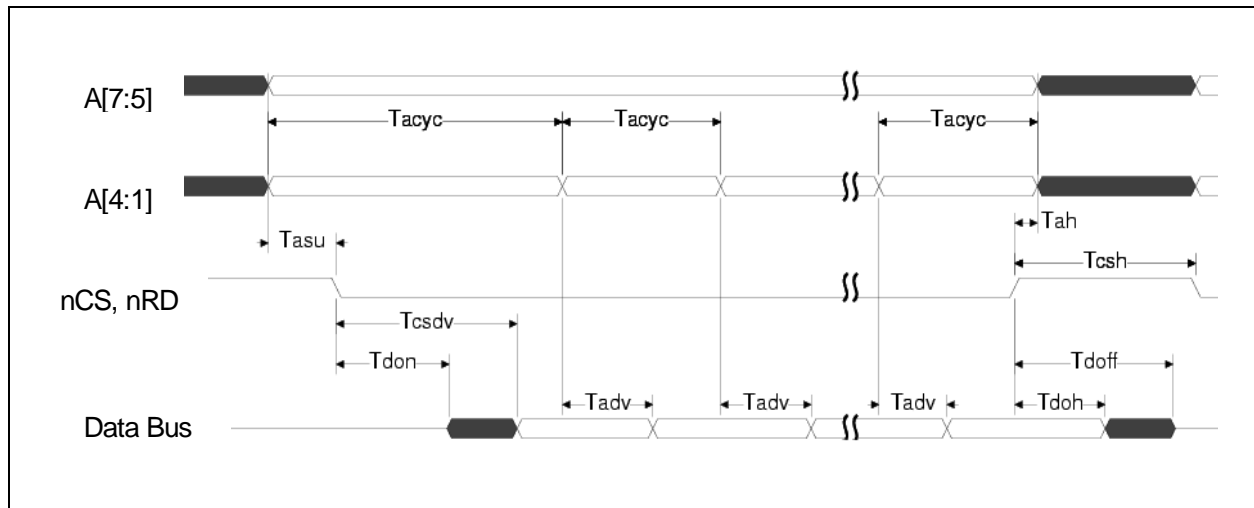 A[7:5]
Tacyc Tacyc Tacyc
A[4:1]
Tah
Tasu
Tcsh
nCS, nRD
Tcsdv
Tdon Tdoff
Tadv Tadv Tadv Tdoh
Data Bus